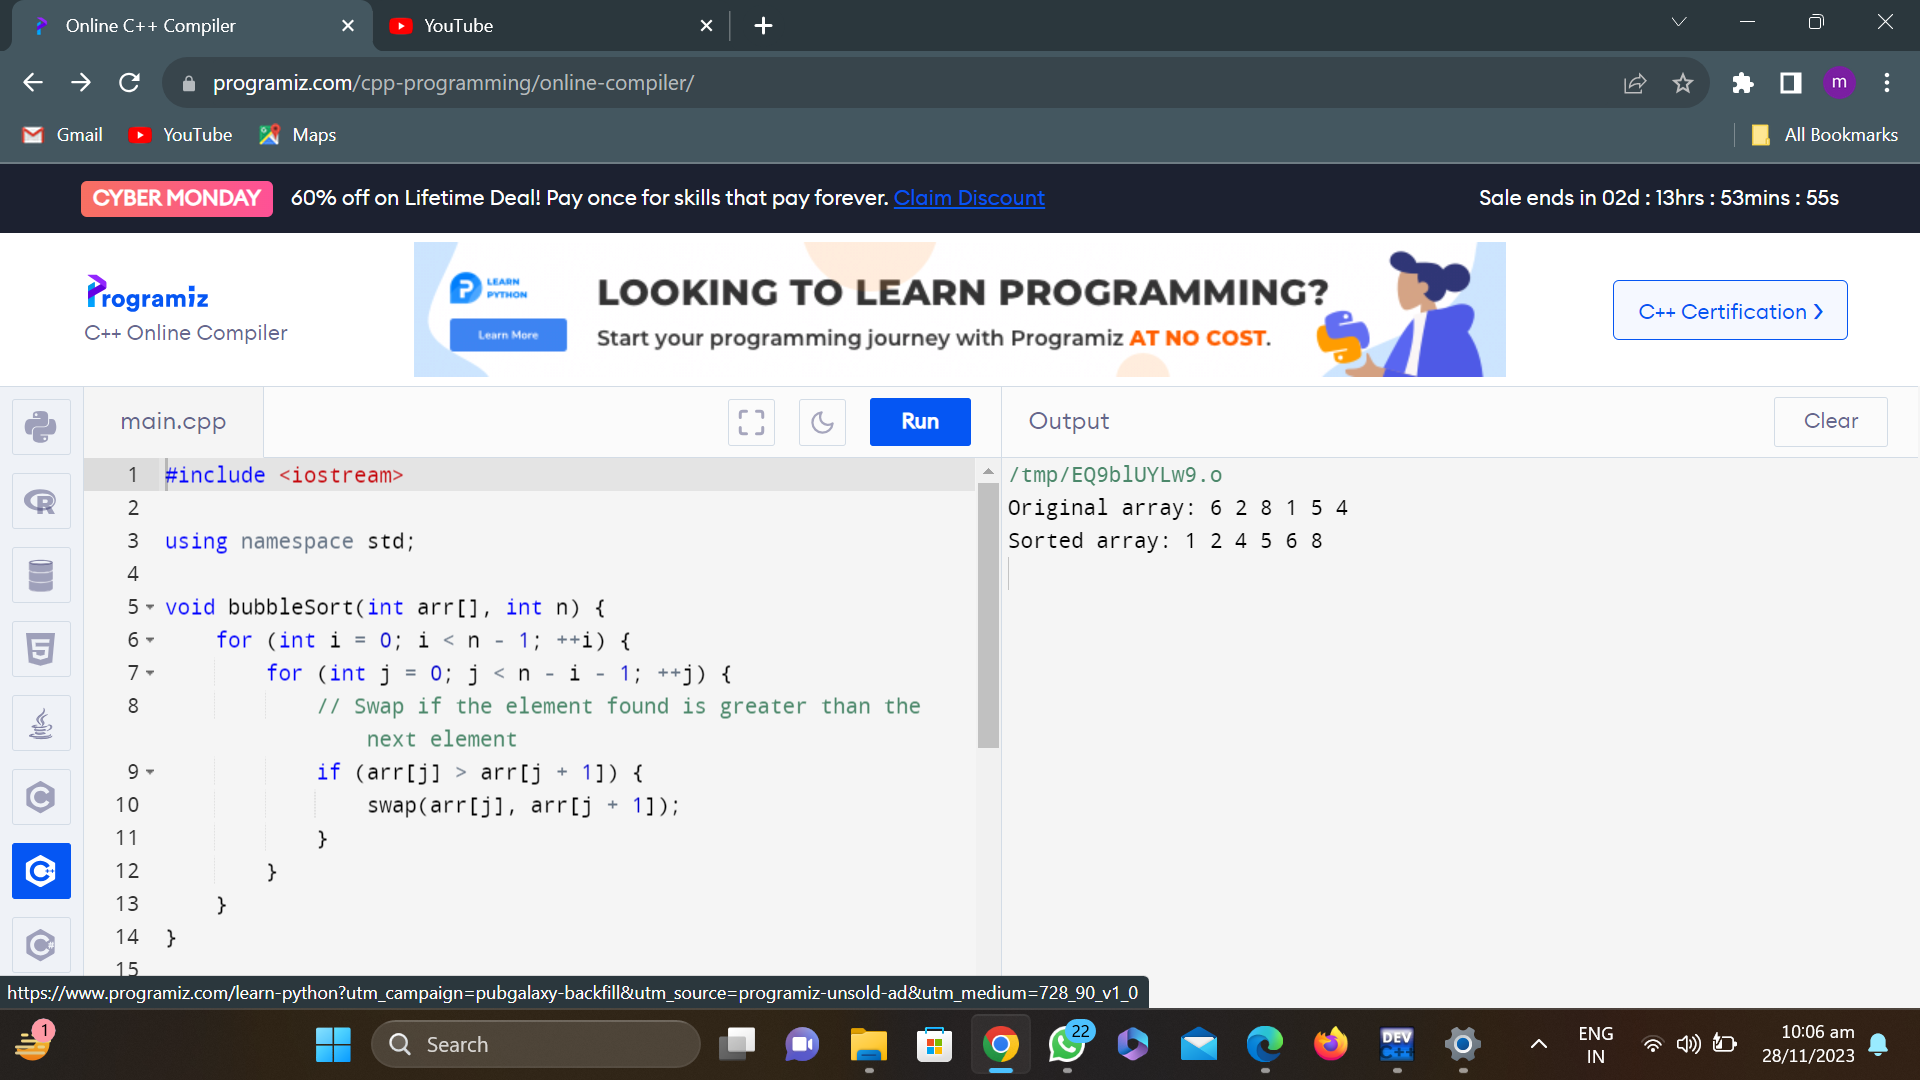 Online C++ Compiler
YouTube
programiz.com/cpp-programming/online-compiler/
m
Gmail
YouTube
Maps
All Bookmarks
CYBER MONDAY 60% off on Lifetime Deal! Pay once for skills that pay forever. Claim Discount
Sale ends in 02d : 13hrs : 53mins : 55s
Programiz
C++ Online Compiler
LEARN
PYTHON
Learn More
LOOKING TO LEARN PROGRAMMING?
Start your programming journey with Programiz AT NO COST.
C++ Certification
main.cpp
Run
Output
Clear
1 #include <iostream>
2
3 using namespace std;
4
5 void bubbleSort(int arr[], int n) {
6 for (int i = 0; i < n - 1; ++i) {
7 for (int j = 0; j < n - i - 1; ++j) {
8 // Swap if the element found is greater than the
next element
9 if (arr[j] > arr[j + 1]) {
10 swap(arr[j], arr[j + 1]);
11 }
12 }
13 }
14 }
15
/tmp/EQ9blUYLw9.o
Original array: 6 2 8 1 5 4
Sorted array: 1 2 4 5 6 8
https://www.programiz.com/learn-python?utm_campaign=pubgalaxy-backfill&utm_source=programiz-unsold-ad&utm_medium=728_90_v1_0
1
Search
22
DEV
C++
ENG
IN
10:06 am
28/11/2023